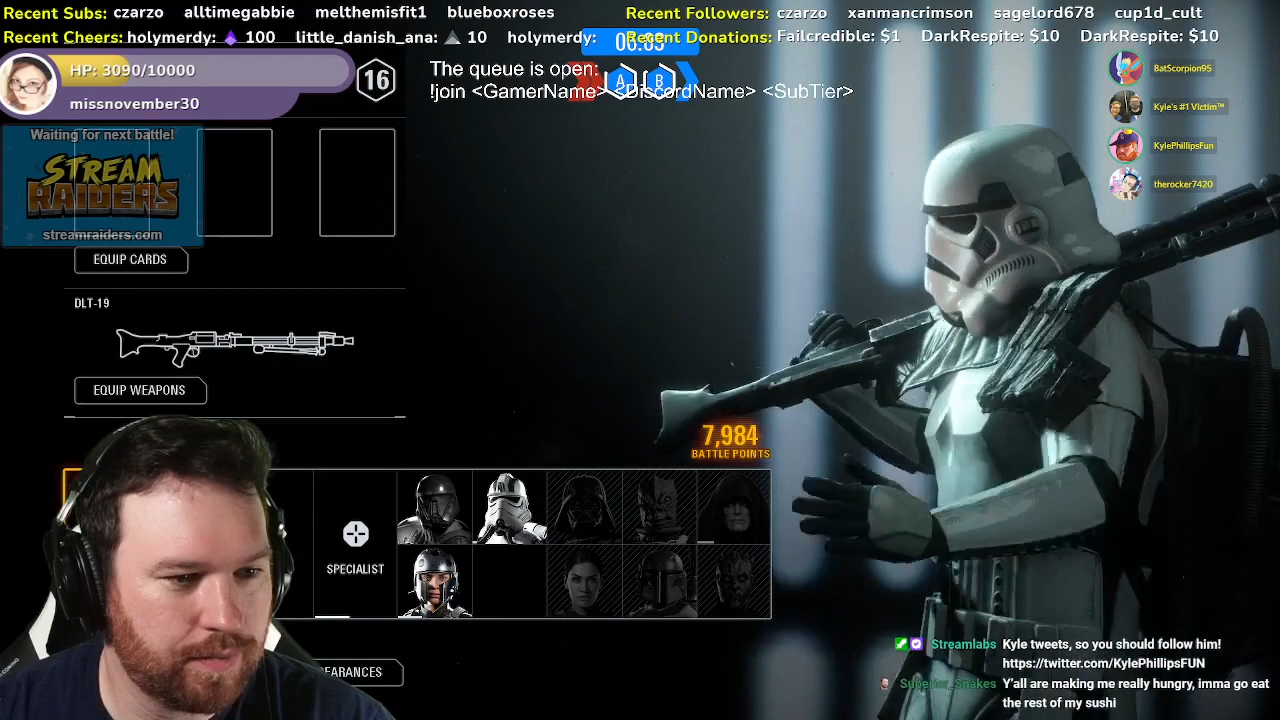 Recent Subs: czarzo alltimegabbie melthemisfit1 blueboxroses
Recent Followers: czarzo xanmancrimson sagelord678 cup1d_cult
Recent Cheers: holymerdy: 100 little_danish_ana: 10 holymerdy:
Recent Donations: Failcredible: $1 DarkRespite: $10 DarkRespite: $10
HP: 3090/10000
missnovember30
16
The queue is open:
A B
!join <GamerName> <DiscordName> <SubTier>
BatScorpion95
Kyle's #1 Victim™
KylePhillipsFun
therocker7420
Waiting for next battle!
STREAM
RAIDERS
streamraiders.com
EQUIP CARDS
DLT-19
EQUIP WEAPONS
7,984
BATTLE POINTS
SPECIALIST
Streamlabs Kyle tweets, so you should follow him!
https://twitter.com/KylePhillipsFUN
Superior_Snakes Y'all are making me really hungry, imma go eat
the rest of my sushi